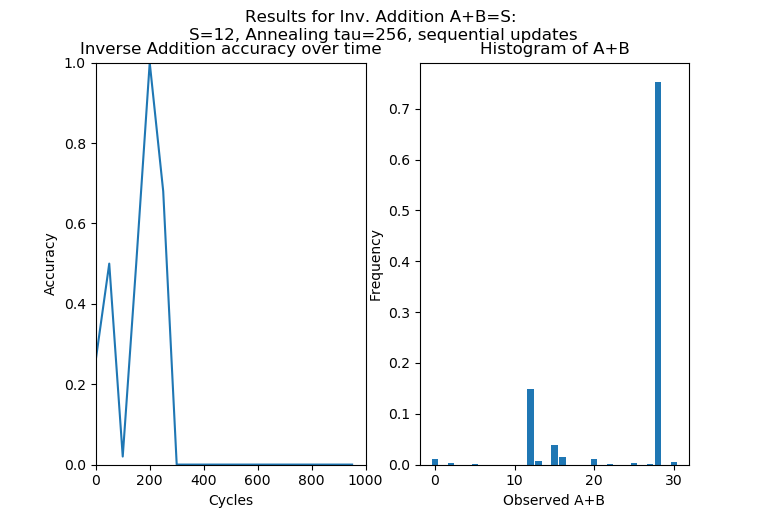 Results for Inv. Addition A+B=S:
S=12, Annealing tau=256, sequential updates
Inverse Addition accuracy over time
1.0
0.8
0.6
0.4
0.2
0.0
Accuracy
0 200 400 600 800 1000
Cycles
Histogram of A+B
0.7
0.6
0.5
0.4
0.3
0.2
0.1
0.0
Frequency
0 10 20 30
Observed A+B